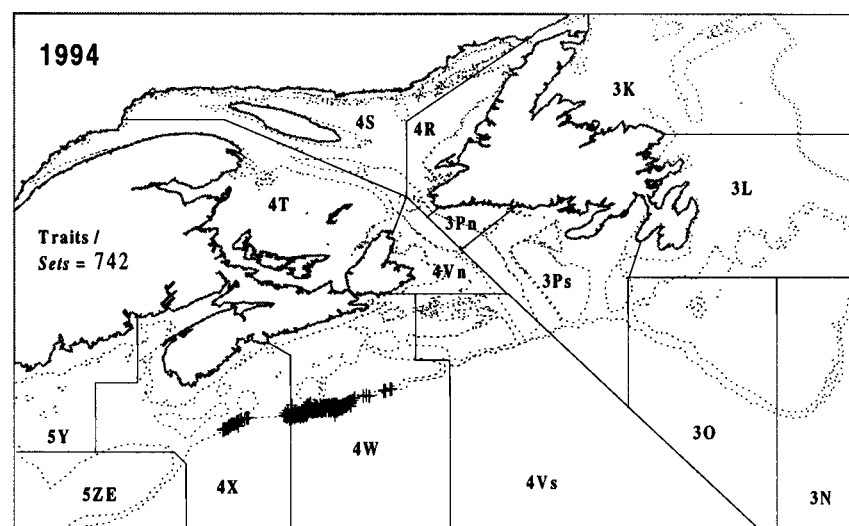 1994
3K
4S
4R
3L
4T
Traits /
Sets = 742
3Pn
4Vn
3Ps
5Y
4W
3O
5ZE
4X
4Vs
3N